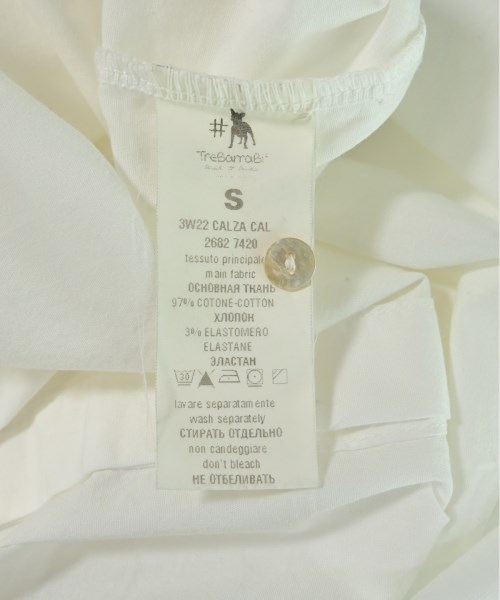 #
TreBarraBi®
S
3W22 CALZA CAL
2682 7420
tessuto principale
main fabric
ОСНОВНАЯ ТКАНЬ
97% COTONE-COTTON
ХЛОПОК
3% ELASTOMERO
ELASTANE
ЭЛАСТАН
30
lavare separatamente
wash separately
СТИРАТЬ ОТДЕЛЬНО
non candeggiare
don't bleach
НЕ ОТБЕЛИВАТЬ